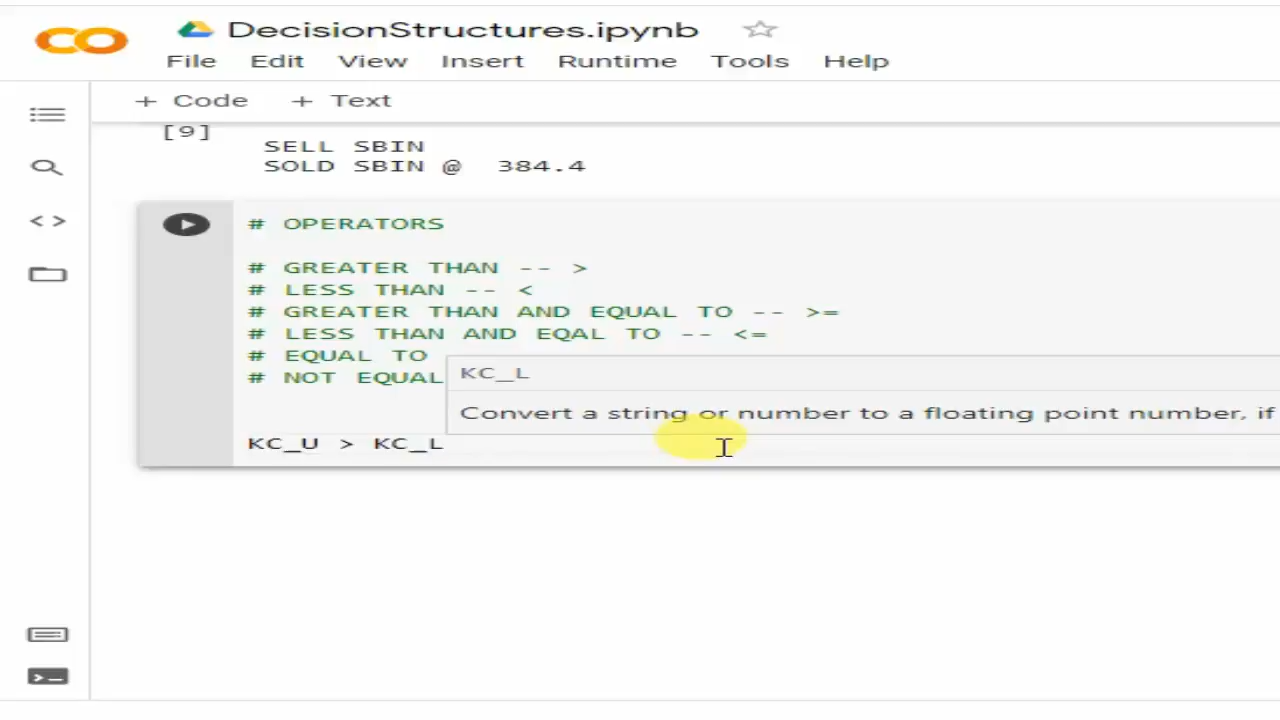 DecisionStructures.ipynb
File Edit View Insert Runtime Tools Help
+ Code + Text
[9]
SELL SBIN
SOLD SBIN @ 384.4
# OPERATORS
# GREATER THAN -- >
# LESS THAN -- <
# GREATER THAN AND EQUAL TO -- >=
# LESS THAN AND EQAL TO -- <=
# EQUAL TO
# NOT EQUAL
KC_L
Convert a string or number to a floating point number, if
KC_U > KC_L